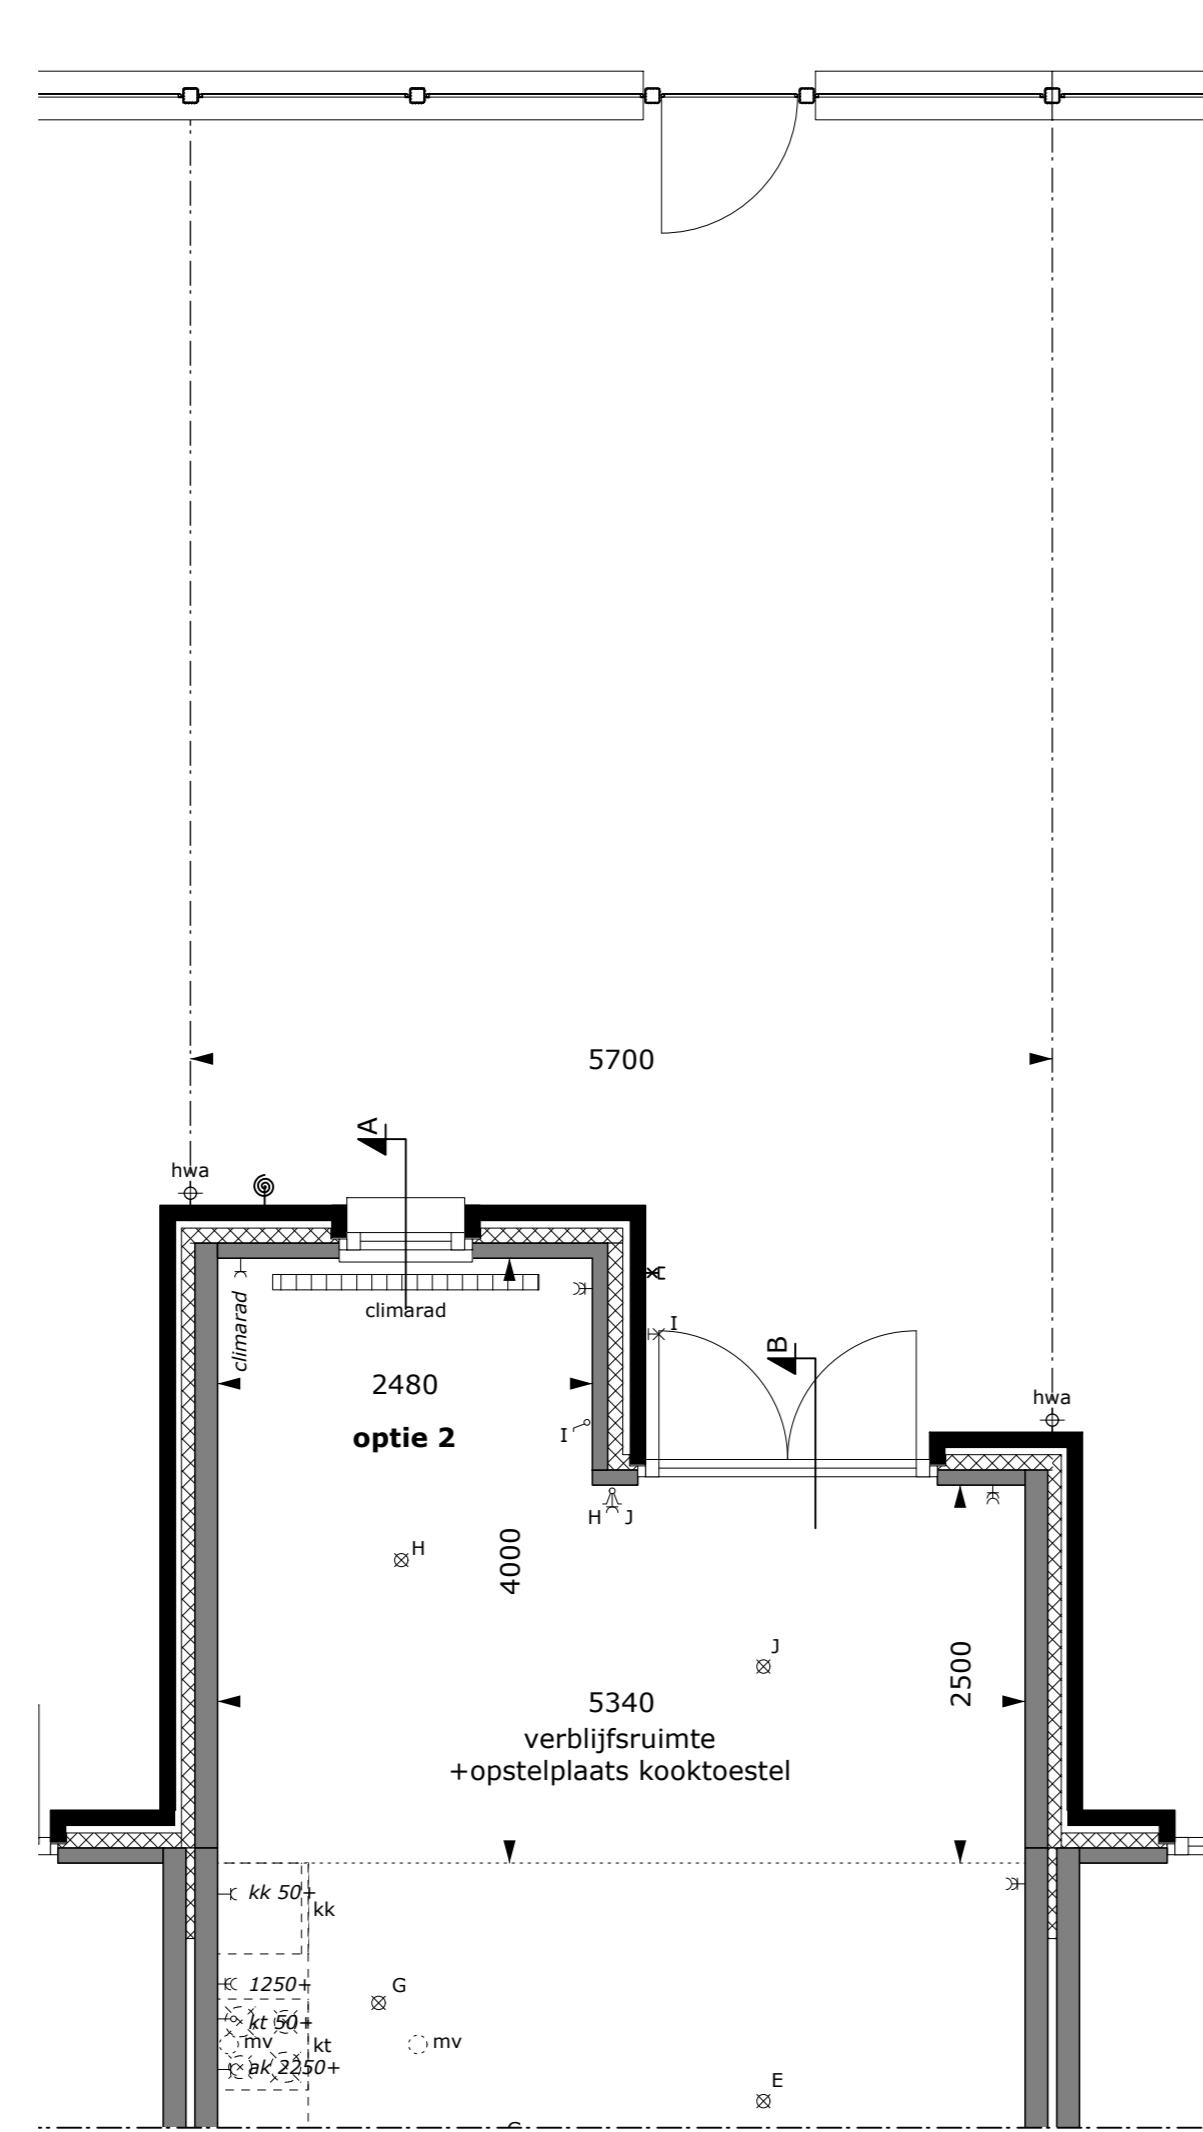 5700
A
hwa
climarad
climarad
I
B
2480
hwa
optie 2
I
H J
4000
H
J
2500
5340
verblijfsruimte
+opstelplaats kooktoestel
kk 50+
kk
1250+
G
kt 50+
mv
kt
mv
ak 2250+
E